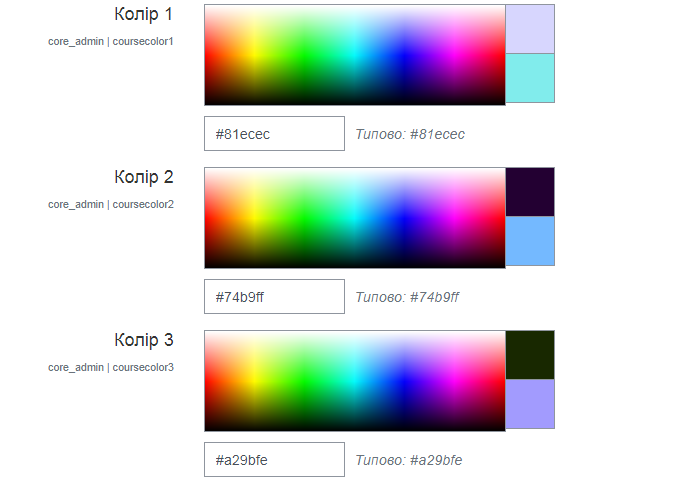 Колір 1
core_admin | coursecolor1
#81ecec
Типово: #81ecec
Колір 2
core_admin | coursecolor2
#74b9ff
Типово: #74b9ff
Колір 3
core_admin | coursecolor3
#a29bfe
Типово: #a29bfe